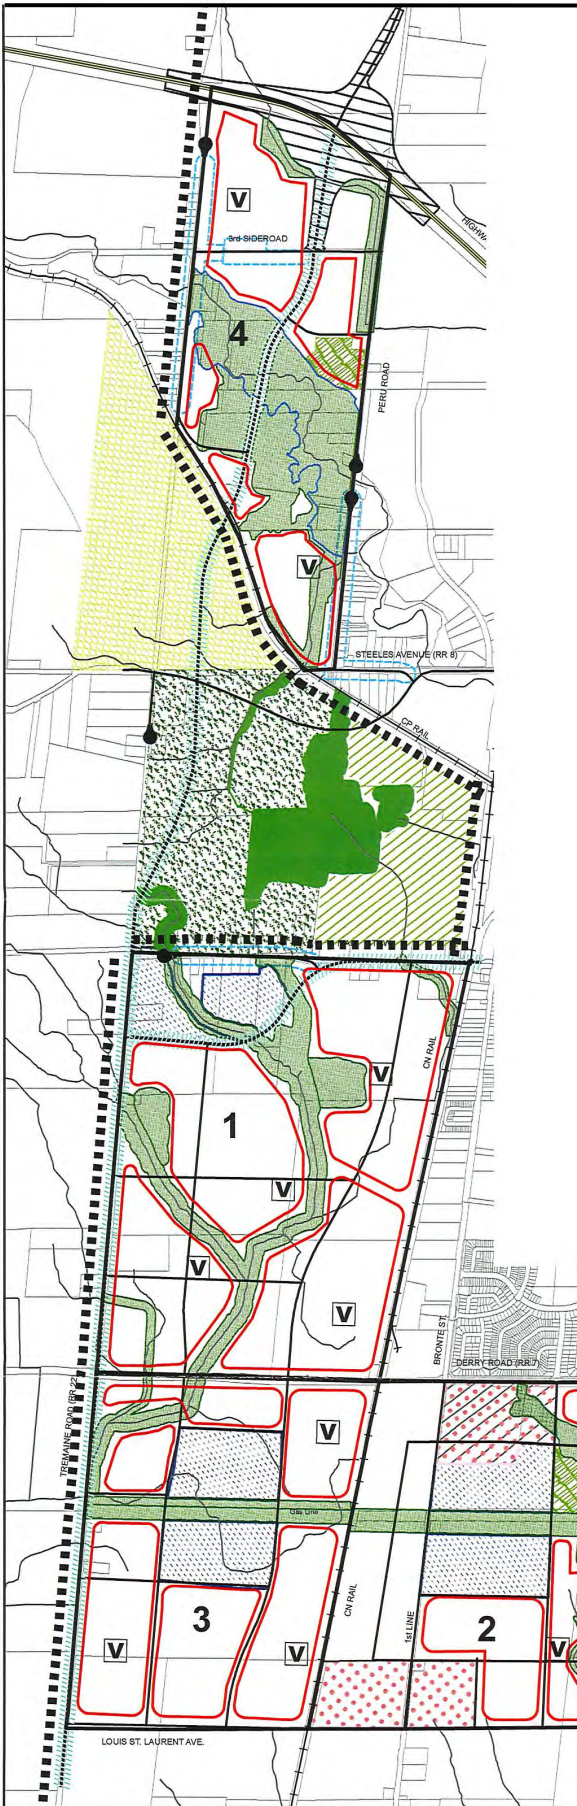 V
3rd SIDEROAD
HIGHW
4
PERU ROAD
V
STEELES AVENUE (RR 8)
CP RAIL
CN RAIL
V
1
V
V
V
BRONTE ST.
DERRY ROAD (RR 7)
TREMAINE ROAD (RR 22)
V
Gas Line
CN RAIL
1st LINE
3
2
V
V
V
LOUIS ST. LAURENT AVE.